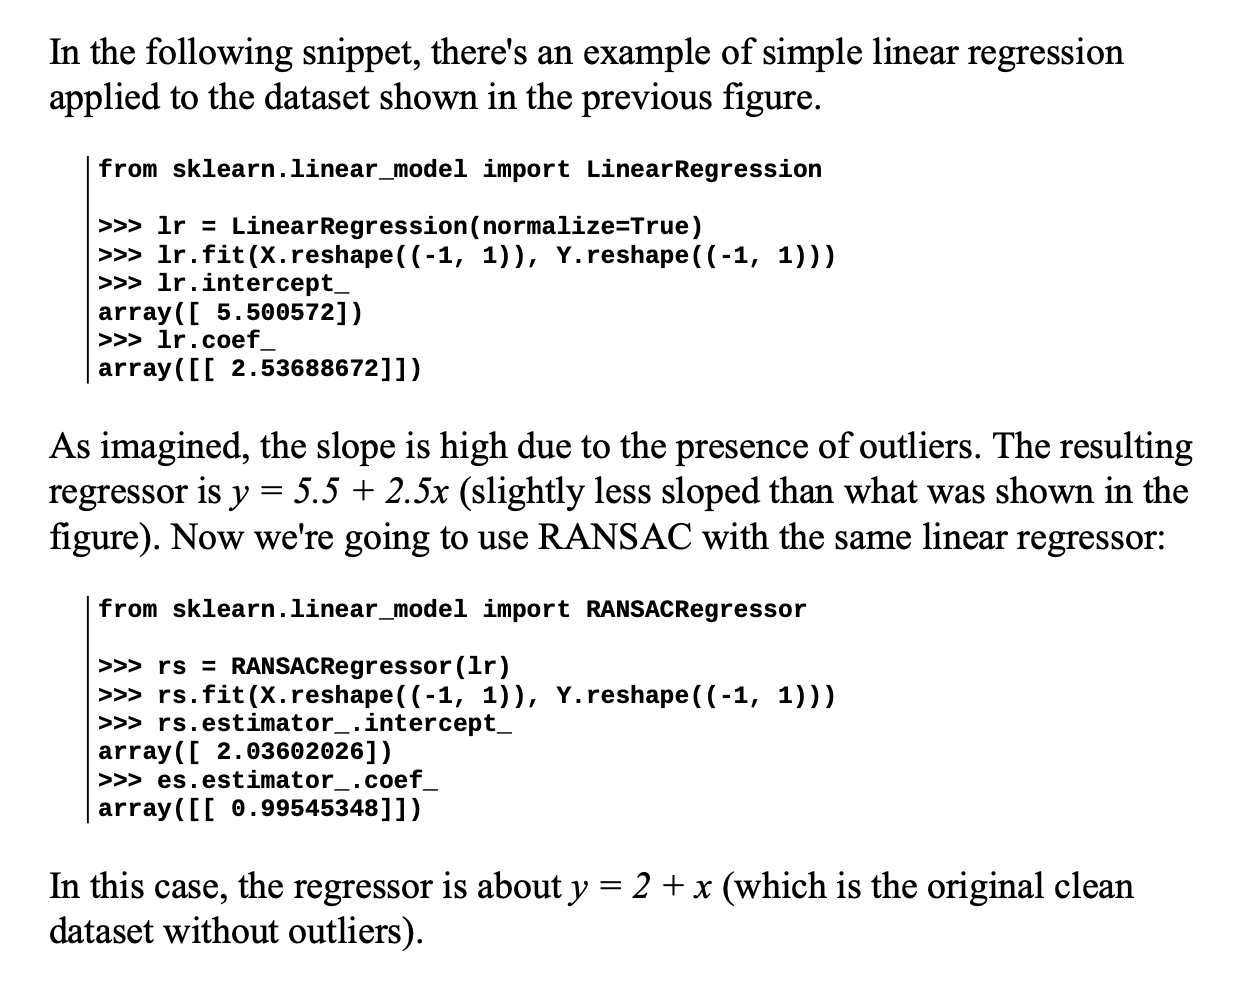 In the following snippet, there's an example of simple linear regression
applied to the dataset shown in the previous figure.
from sklearn.linear_model import LinearRegression
>>> lr = LinearRegression(normalize=True)
>>> lr.fit(X.reshape((-1, 1)), Y.reshape((-1, 1)))
>>> lr.intercept_
array([ 5.500572])
>>> lr.coef_
array([[ 2.53688672]])
As imagined, the slope is high due to the presence of outliers. The resulting
regressor is y = 5.5 + 2.5x (slightly less sloped than what was shown in the
figure). Now we're going to use RANSAC with the same linear regressor:
from sklearn.linear_model import RANSACRegressor
>>> rs = RANSACRegressor(lr)
>>> rs.fit(X.reshape((-1, 1)), Y.reshape((-1, 1)))
>>> rs.estimator_.intercept_
array([ 2.03602026])
>>> es.estimator_.coef_
array([[ 0.99545348]])
In this case, the regressor is about y = 2 + x (which is the original clean
dataset without outliers).